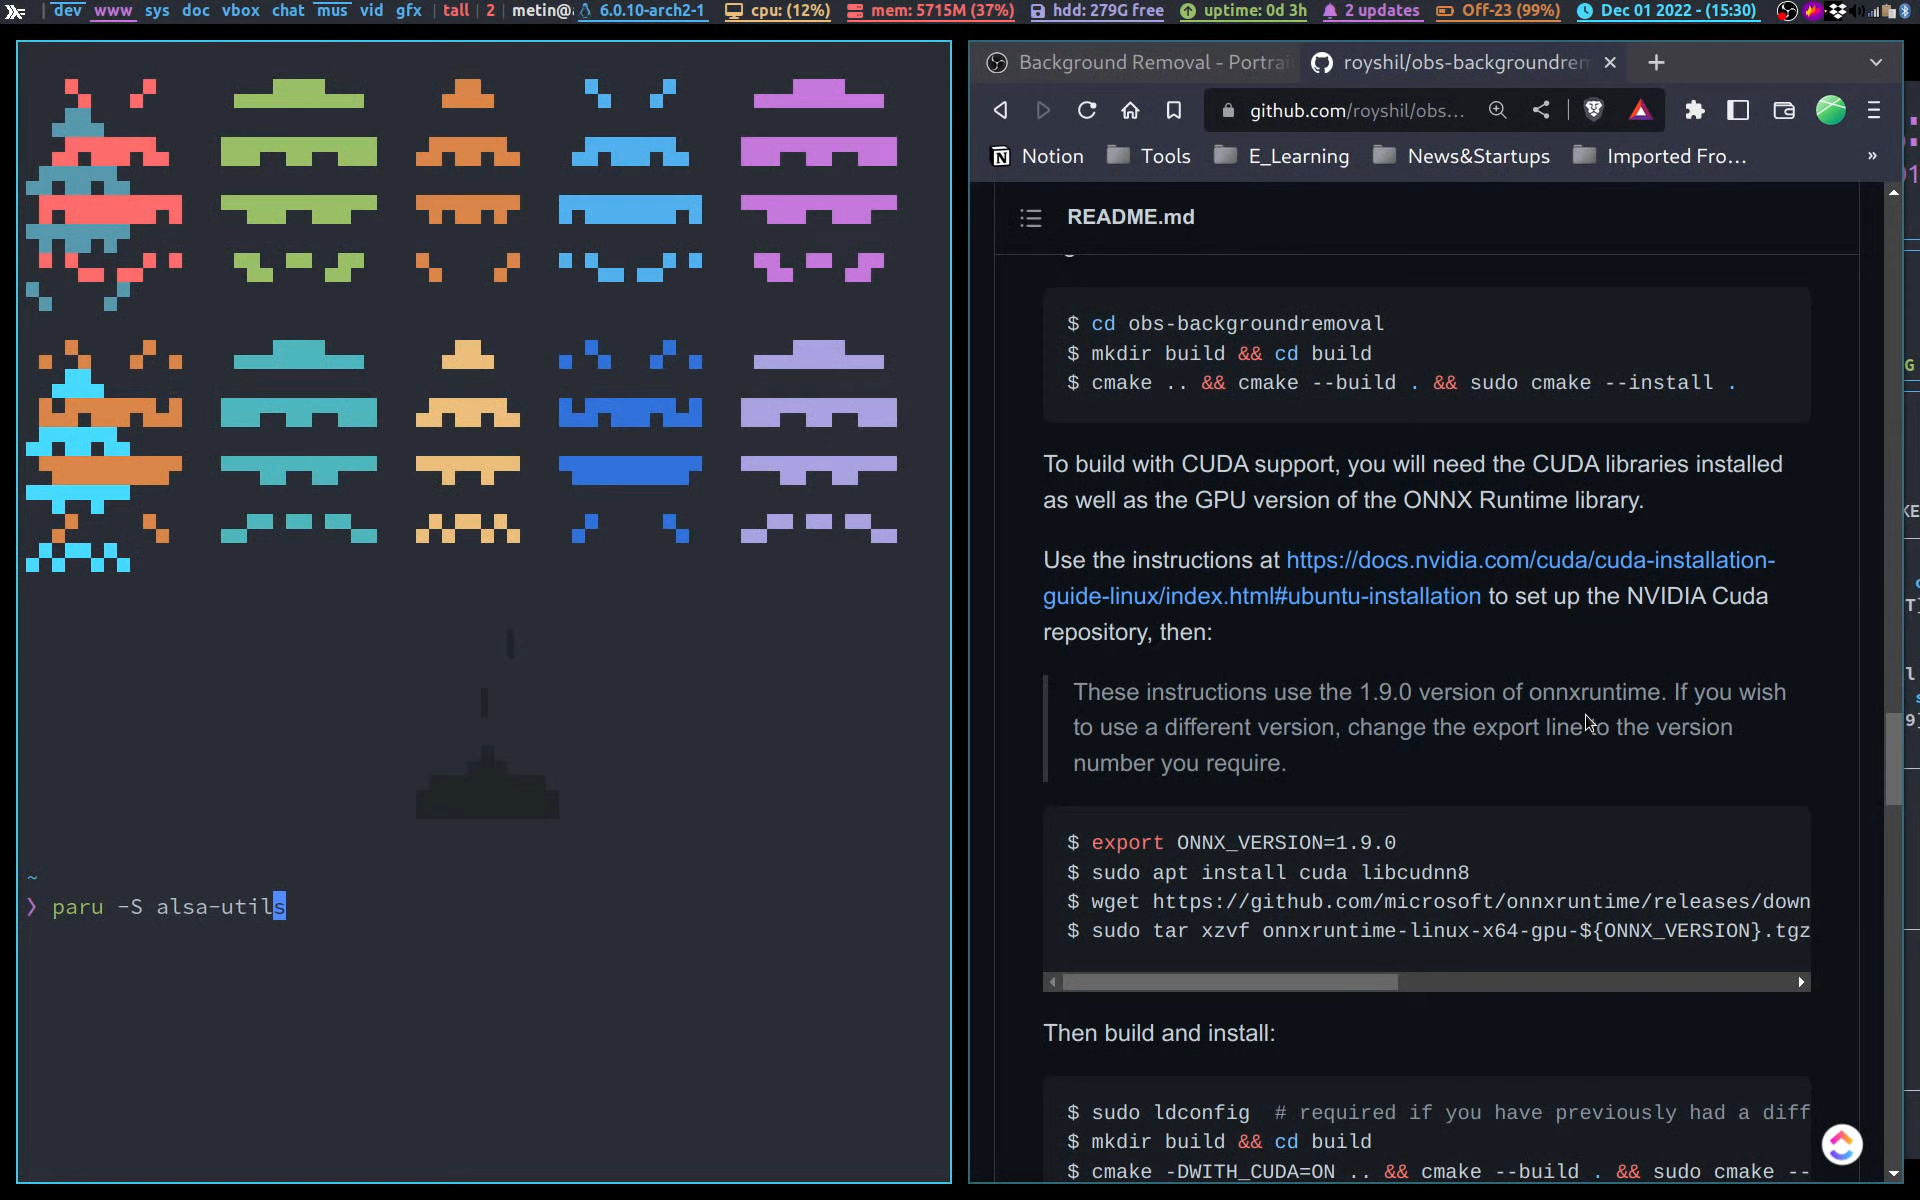 dev www sys doc vbox chat mus vid gfx | tall | 2 | metin@: 6.0.10-arch2-1 cpu: (12%) mem: 5715M (37%) hdd: 279G free uptime: 0d 3h 2 updates Off-23 (99%) Dec 01 2022 - (15:30)
Background Removal - Portrai
royshil/obs-backgroundrem
github.com/royshil/obs...
Notion Tools E_Learning News&Startups Imported Fro... »
README.md
$ cd obs-backgroundremoval
$ mkdir build && cd build
$ cmake .. && cmake --build . && sudo cmake --install .
To build with CUDA support, you will need the CUDA libraries installed
as well as the GPU version of the ONNX Runtime library.
Use the instructions at https://docs.nvidia.com/cuda/cuda-installation-
guide-linux/index.html#ubuntu-installation to set up the NVIDIA Cuda
repository, then:
These instructions use the 1.9.0 version of onnxruntime. If you wish
to use a different version, change the export line to the version
number you require.
$ export ONNX_VERSION=1.9.0
$ sudo apt install cuda libcudnn8
$ wget https://github.com/microsoft/onnxruntime/releases/down
$ sudo tar xzvf onnxruntime-linux-x64-gpu-${ONNX_VERSION}.tgz
Then build and install:
$ sudo ldconfig # required if you have previously had a diff
$ mkdir build && cd build
$ cmake -DWITH_CUDA=ON .. && cmake --build . && sudo cmake --
~
❯ paru -S alsa-utils